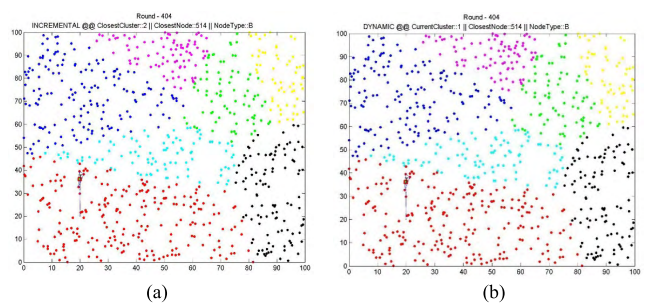 Round - 404
INCREMENTAL @@ ClosestCluster::2 || ClosestNode::514 || NodeType::B
100
90
80
70
60
50
40
30
20
10
0
0 10 20 30 40 50 60 70 80 90 100
(a)
Round - 404
DYNAMIC @@ CurrentCluster::1 || ClosestNode::514 || NodeType::B
100
90
80
70
60
50
40
30
20
10
0
0 10 20 30 40 50 60 70 80 90 100
(b)